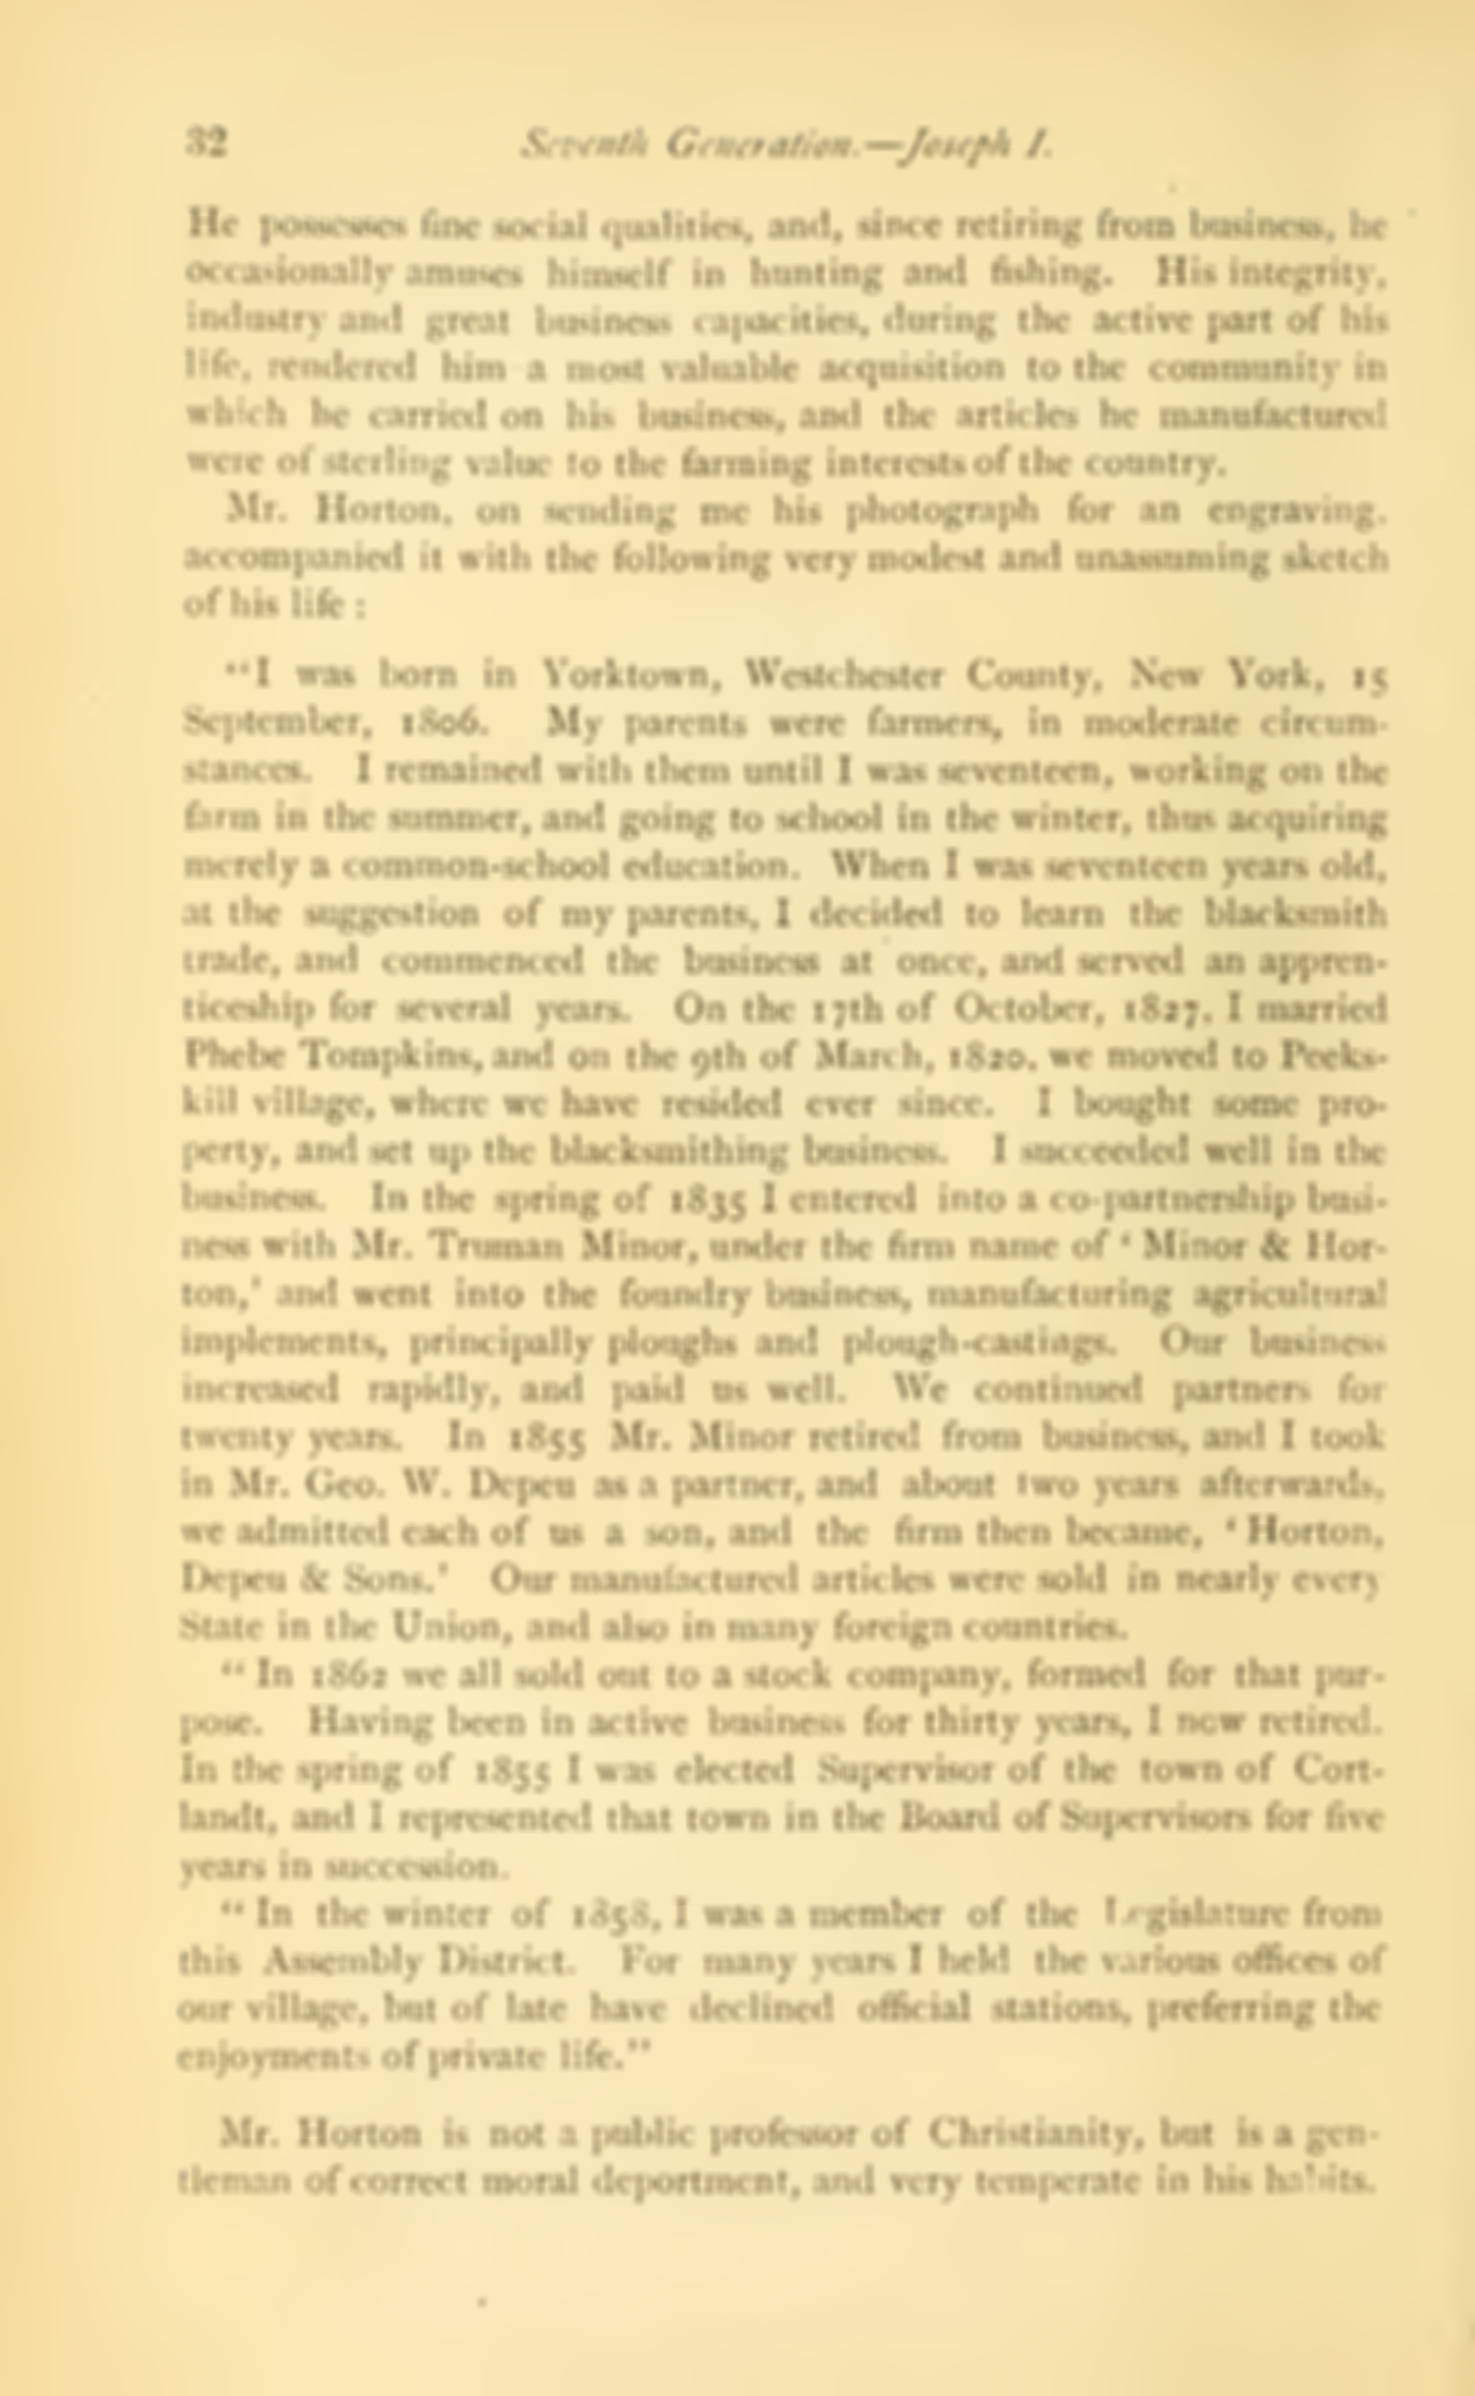 32 Seventh Generation.—Joseph I.
He possesses fine social qualities, and, since retiring from business, he
occasionally amuses himself in hunting and fishing. His integrity,
industry and great business capacities, during the active part of his
life, rendered him a most valuable acquisition to the community in
which he carried on his business, and the articles he manufactured
were of sterling value to the farming interests of the country.
Mr. Horton, on sending me his photograph for an engraving.
accompanied it with the following very modest and unassuming sketch
of his life :
"I was born in Yorktown, Westchester County, New York, 15
September, 1806. My parents were farmers, in moderate circum-
stances. I remained with them until I was seventeen, working on the
farm in the summer, and going to school in the winter, thus acquiring
merely a common-school education. When I was seventeen years old,
at the suggestion of my parents, I decided to learn the blacksmith
trade, and commenced the business at once, and served an appren-
ticeship for several years. On the 17th of October, 1827, I married
Phebe Tompkins, and on the 9th of March, 1820, we moved to Peeks-
kill village, where we have resided ever since. I bought some pro-
perty, and set up the blacksmithing business. I succeeded well in the
business. In the spring of 1835 I entered into a co-partnership busi-
ness with Mr. Truman Minor, under the firm name of ' Minor & Hor-
ton,' and went into the foundry business, manufacturing agricultural
implements, principally ploughs and plough-castings. Our business
increased rapidly, and paid us well. We continued partners for
twenty years. In 1855 Mr. Minor retired from business, and I took
in Mr. Geo. W. Depeu as a partner, and about two years afterwards,
we admitted each of us a son, and the firm then became, ' Horton,
Depeu & Sons.' Our manufactured articles were sold in nearly every
State in the Union, and also in many foreign countries.
" In 1862 we all sold out to a stock company, formed for that pur-
pose. Having been in active business for thirty years, I now retired.
In the spring of 1855 I was elected Supervisor of the town of Cort-
landt, and I represented that town in the Board of Supervisors for five
years in succession.
" In the winter of 1858, I was a member of the Legislature from
this Assembly District. For many years I held the various offices of
our village, but of late have declined official stations, preferring the
enjoyments of private life."
Mr. Horton is not a public professor of Christianity, but is a gen-
tleman of correct moral deportment, and very temperate in his habits.